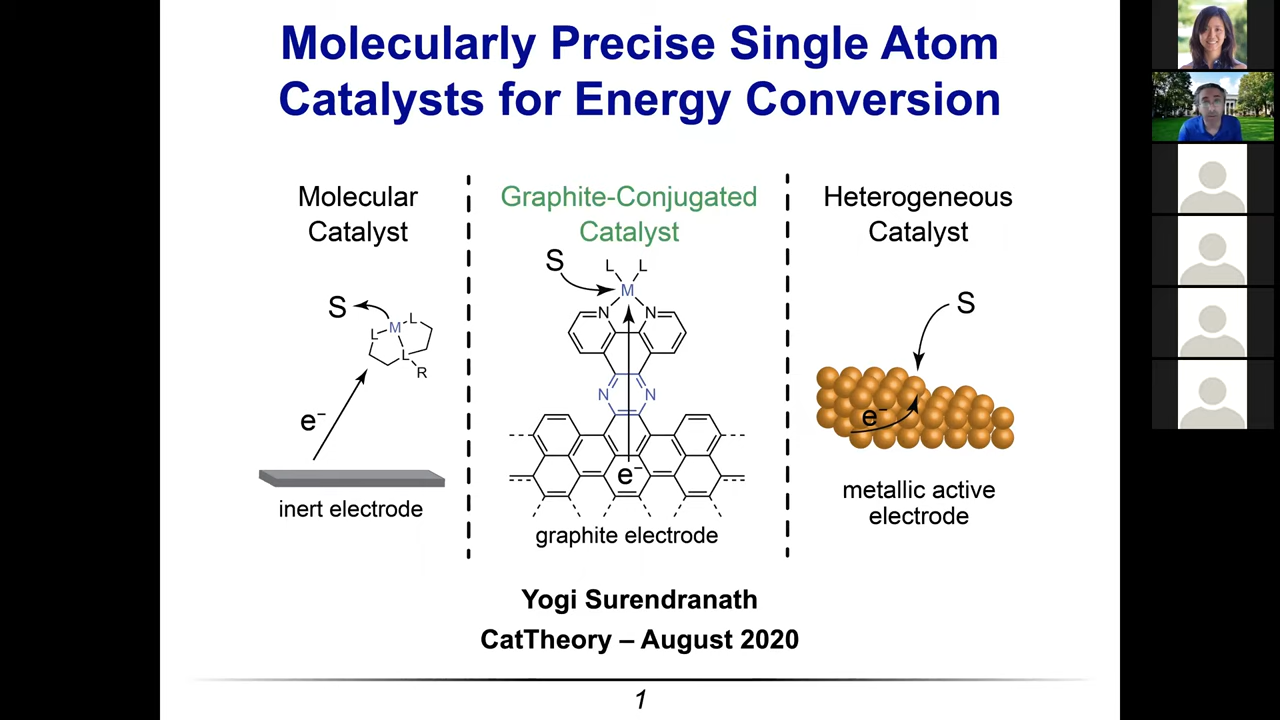 Molecularly Precise Single Atom
Catalysts for Energy Conversion
Molecular
Catalyst
Graphite-Conjugated
Catalyst
Heterogeneous
Catalyst
S
L
M
L
L
R
e⁻
inert electrode
S
L L
M
N N
N N
e⁻
graphite electrode
S
e⁻
metallic active
electrode
Yogi Surendranath
CatTheory – August 2020
1